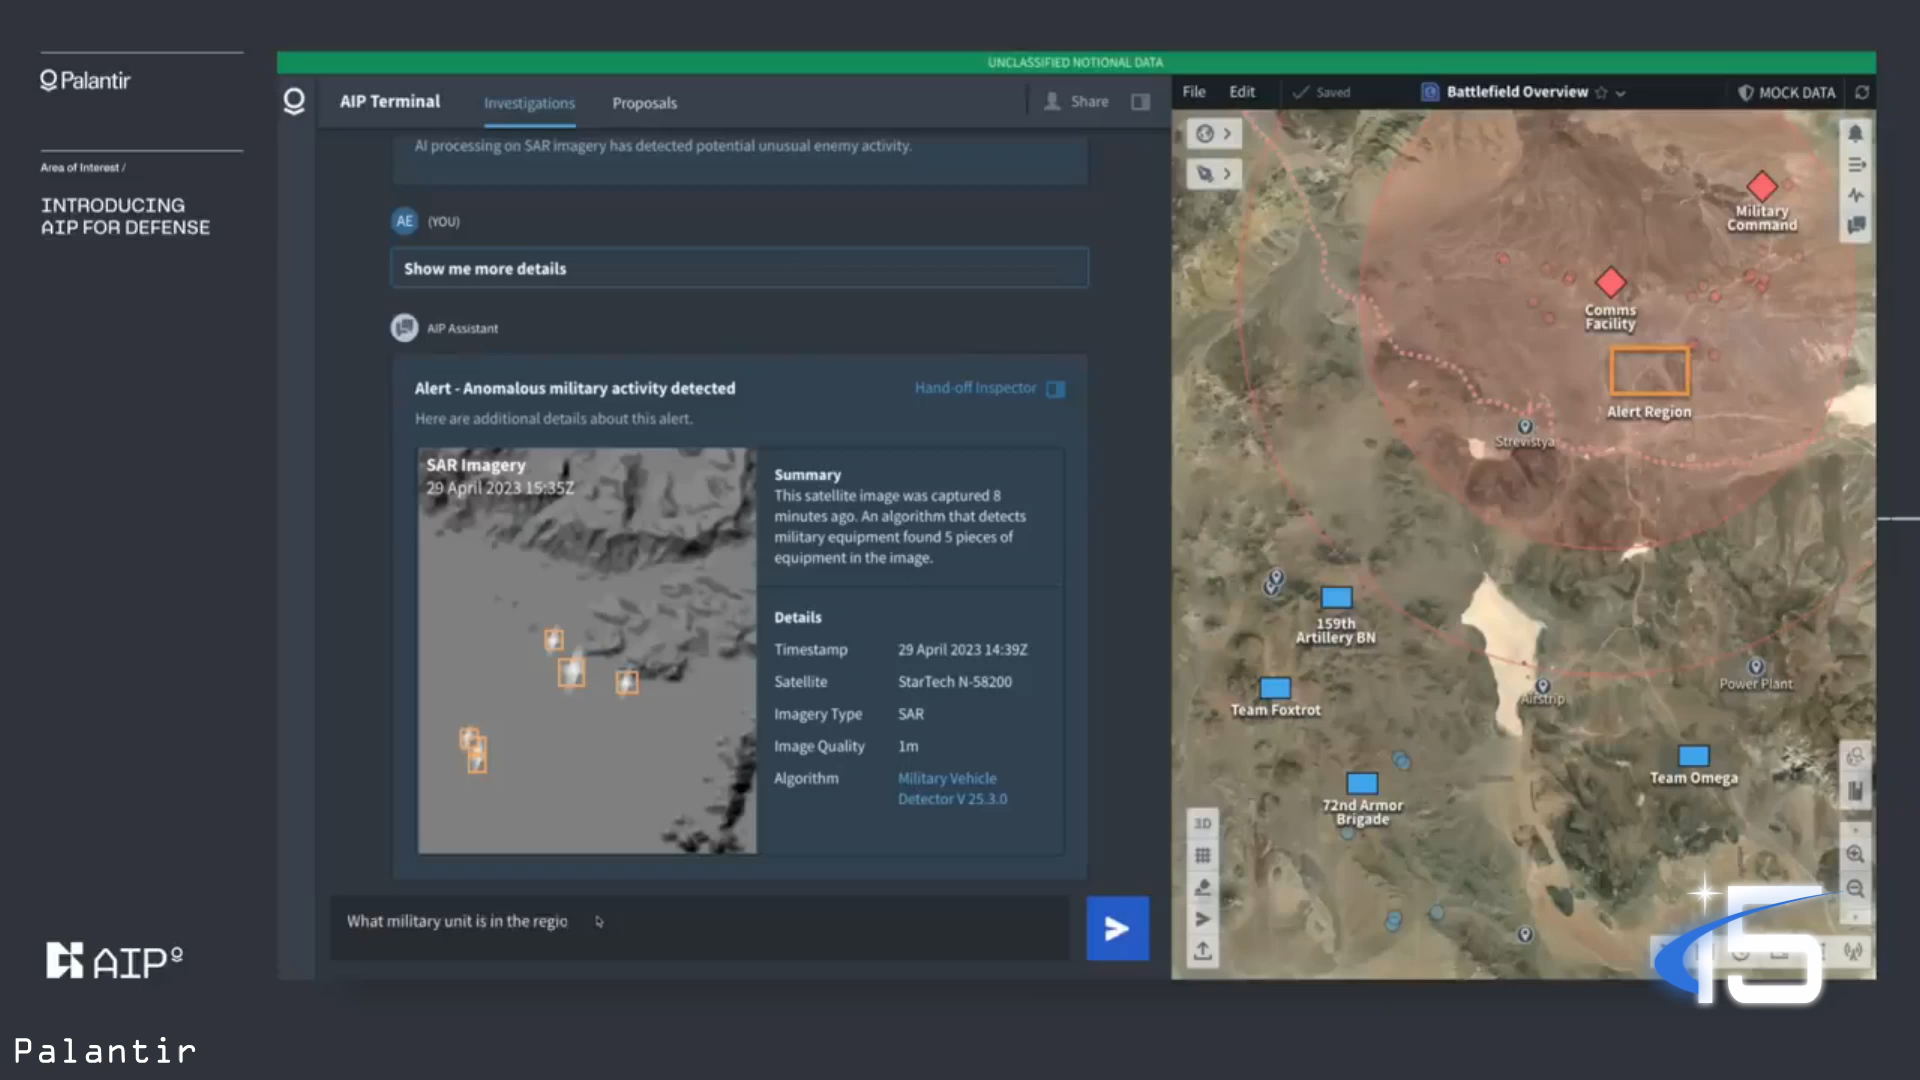 Palantir
Area of Interest /
INTRODUCING
AIP FOR DEFENSE
AIP
Palantir
UNCLASSIFIED NOTIONAL DATA
AIP Terminal
Investigations
Proposals
Share
AI processing on SAR imagery has detected potential unusual enemy activity.
AE (YOU)
Show me more details
AIP Assistant
Alert - Anomalous military activity detected
Hand-off Inspector
Here are additional details about this alert.
SAR Imagery
29 April 2023 15:35Z
Summary
This satellite image was captured 8
minutes ago. An algorithm that detects
military equipment found 5 pieces of
equipment in the image.
Details
Timestamp 29 April 2023 14:39Z
Satellite StarTech N-58200
Imagery Type SAR
Image Quality 1m
Algorithm Military Vehicle
Detector V 25.3.0
What military unit is in the regio
File Edit Saved
Battlefield Overview
MOCK DATA
Military
Command
Comms
Facility
Alert Region
Strevistya
159th
Artillery BN
Team Foxtrot
Airstrip
Power Plant
Team Omega
72nd Armor
Brigade
3D
15